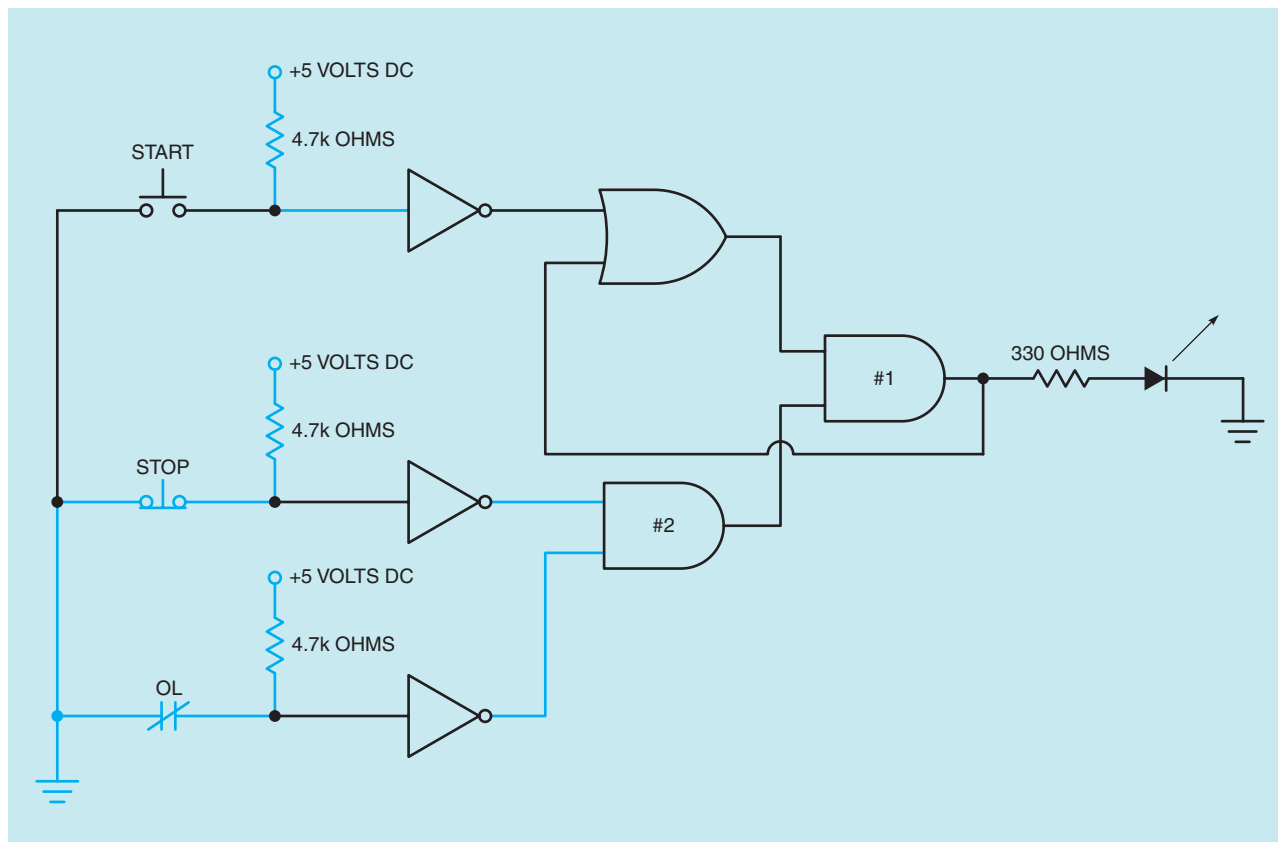 +5 VOLTS DC
4.7k OHMS
START
+5 VOLTS DC
#1
330 OHMS
4.7k OHMS
STOP
#2
+5 VOLTS DC
4.7k OHMS
OL